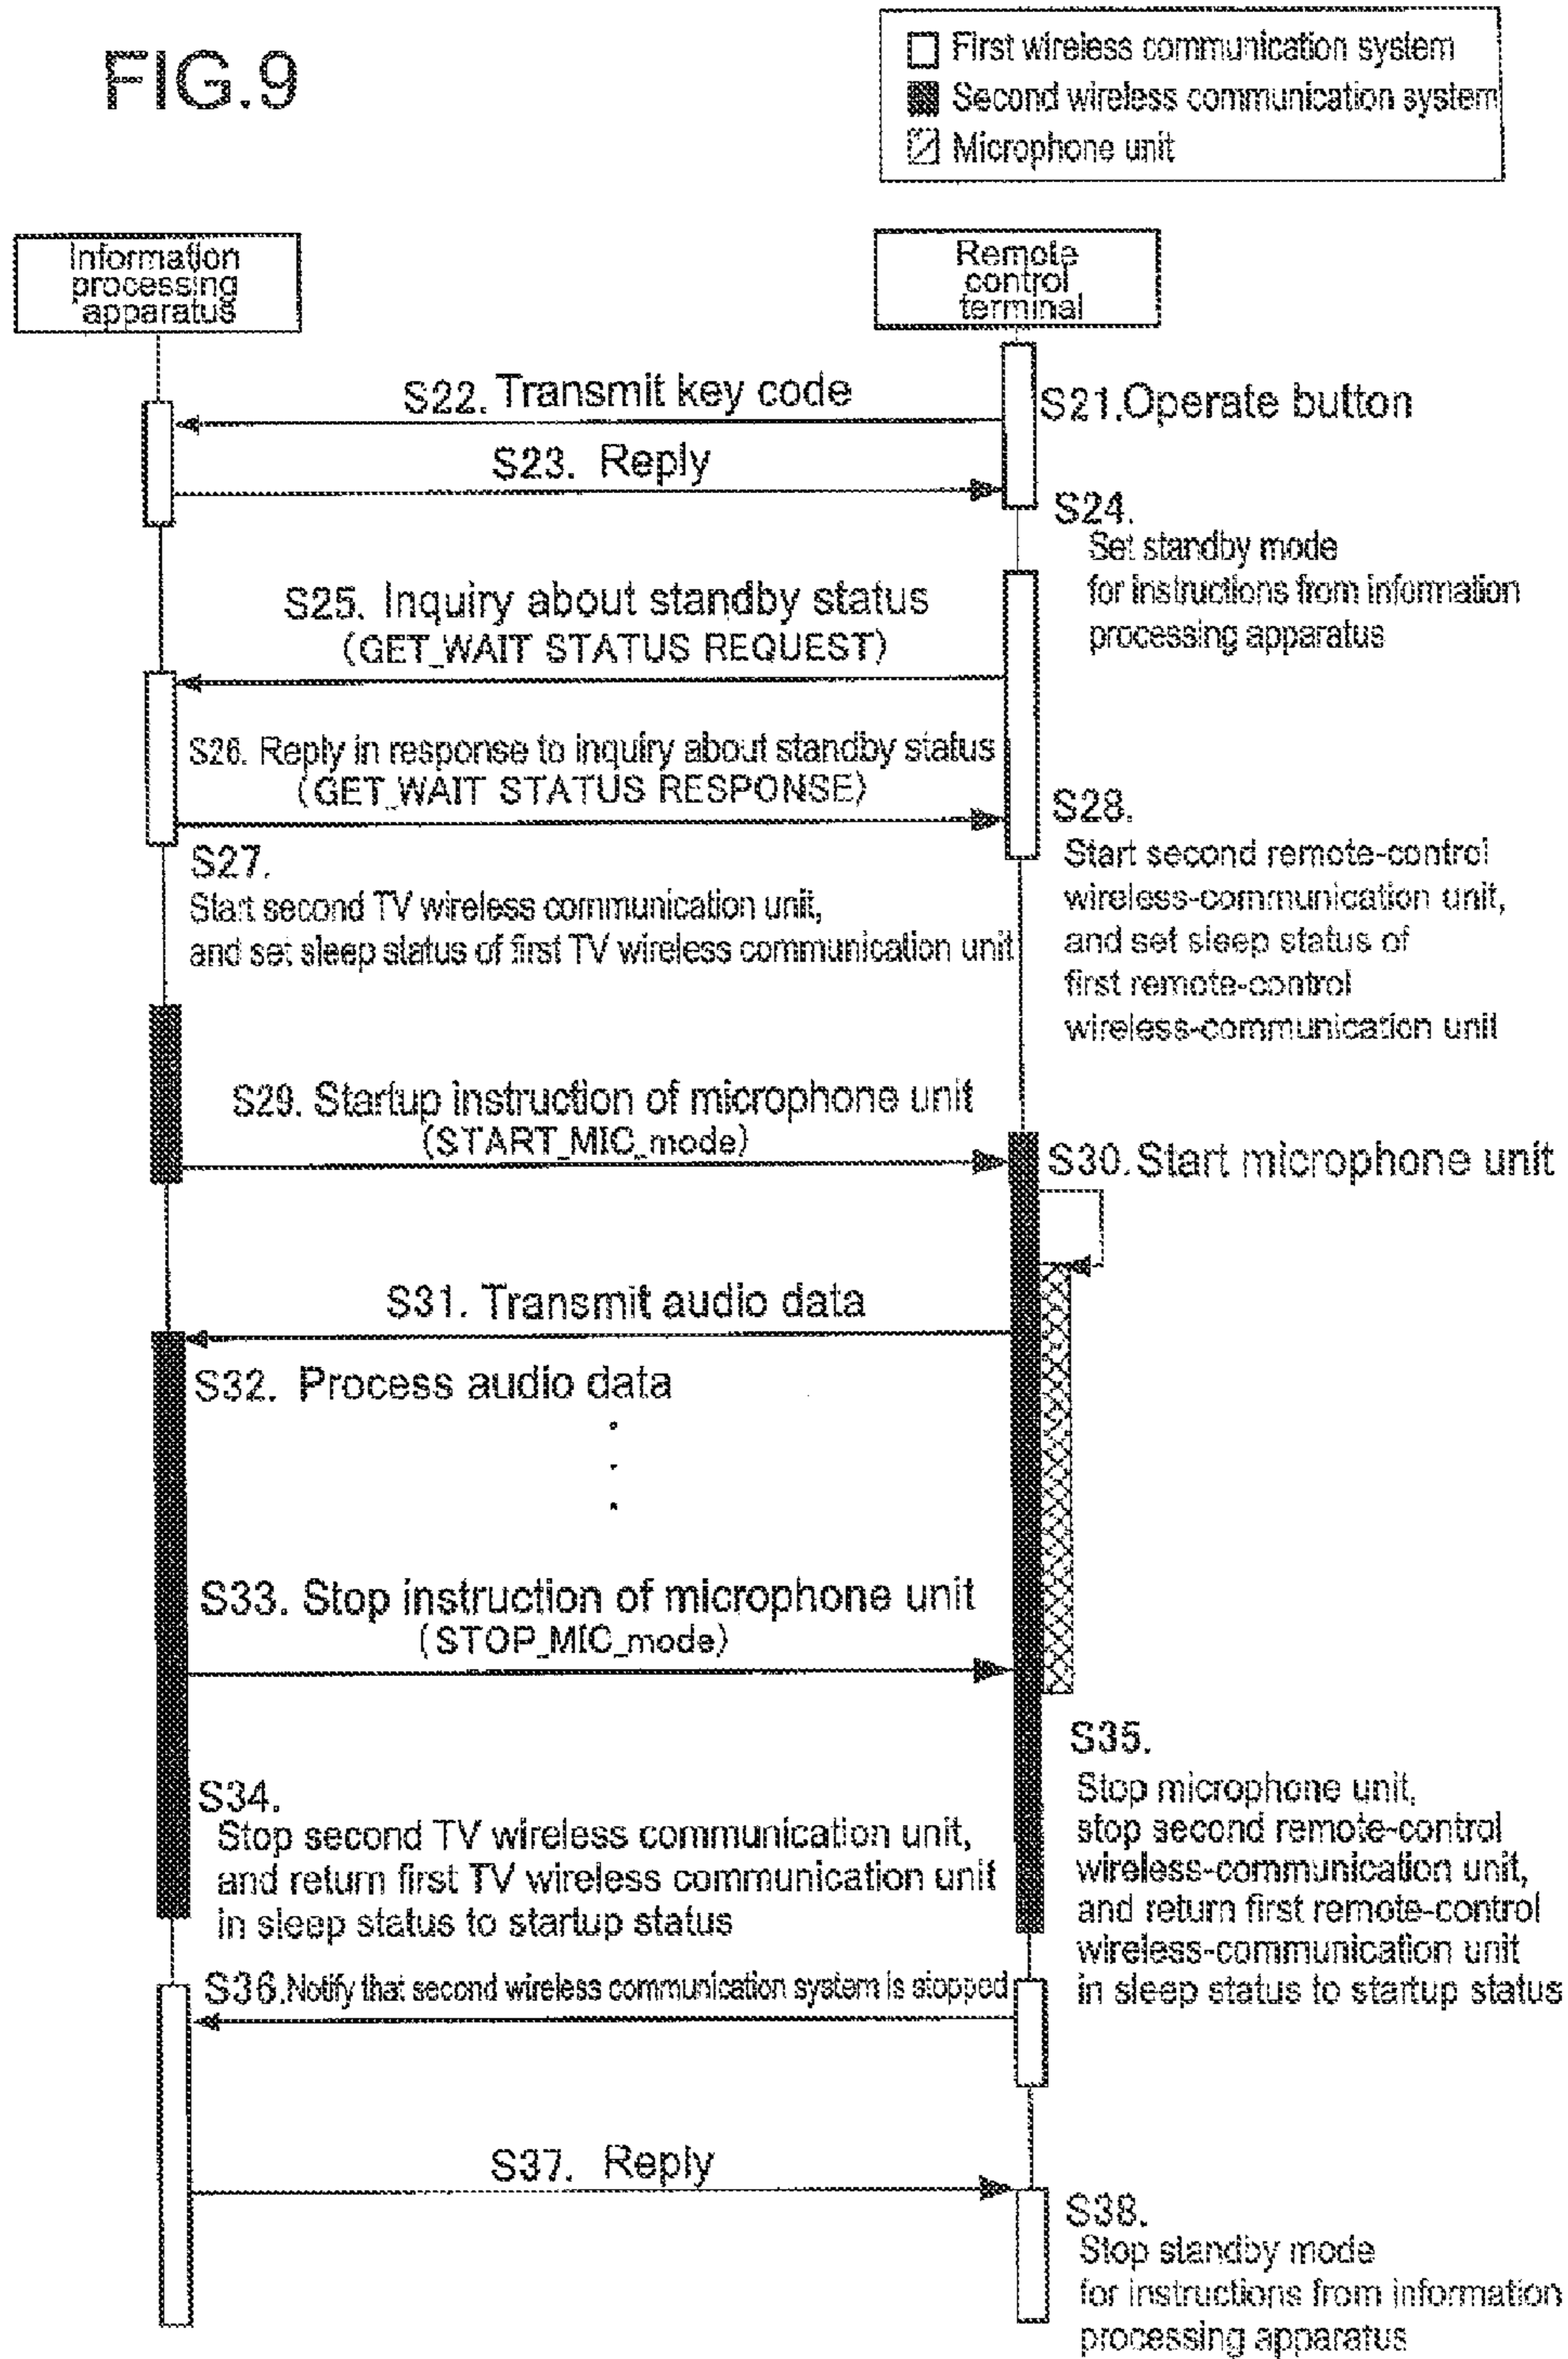 FIG.9
First wireless communication system
Second wireless communication system
Microphone unit
Information
processing
apparatus
Remote
control
terminal
S21.Operate button
S22. Transmit key code
S23. Reply
S24.
Set standby mode
for instructions from information
processing apparatus
S25. Inquiry about standby status
(GET_WAIT STATUS REQUEST)
S26. Reply in response to inquiry about standby status
(GET_WAIT STATUS RESPONSE)
S27.
Start second TV wireless communication unit,
and set sleep status of first TV wireless communication unit
S28.
Start second remote-control
wireless-communication unit,
and set sleep status of
first remote-control
wireless-communication unit
S29. Startup instruction of microphone unit
(START_MIC_mode)
S30. Start microphone unit
S31. Transmit audio data
S32. Process audio data
S33. Stop instruction of microphone unit
(STOP_MIC_mode)
S34.
Stop second TV wireless communication unit,
and return first TV wireless communication unit
in sleep status to startup status
S35.
Stop microphone unit,
stop second remote-control
wireless-communication unit,
and return first remote-control
wireless-communication unit
in sleep status to startup status
S36.Notify that second wireless communication system is stopped
S37. Reply
S38.
Stop standby mode
for instructions from information
processing apparatus